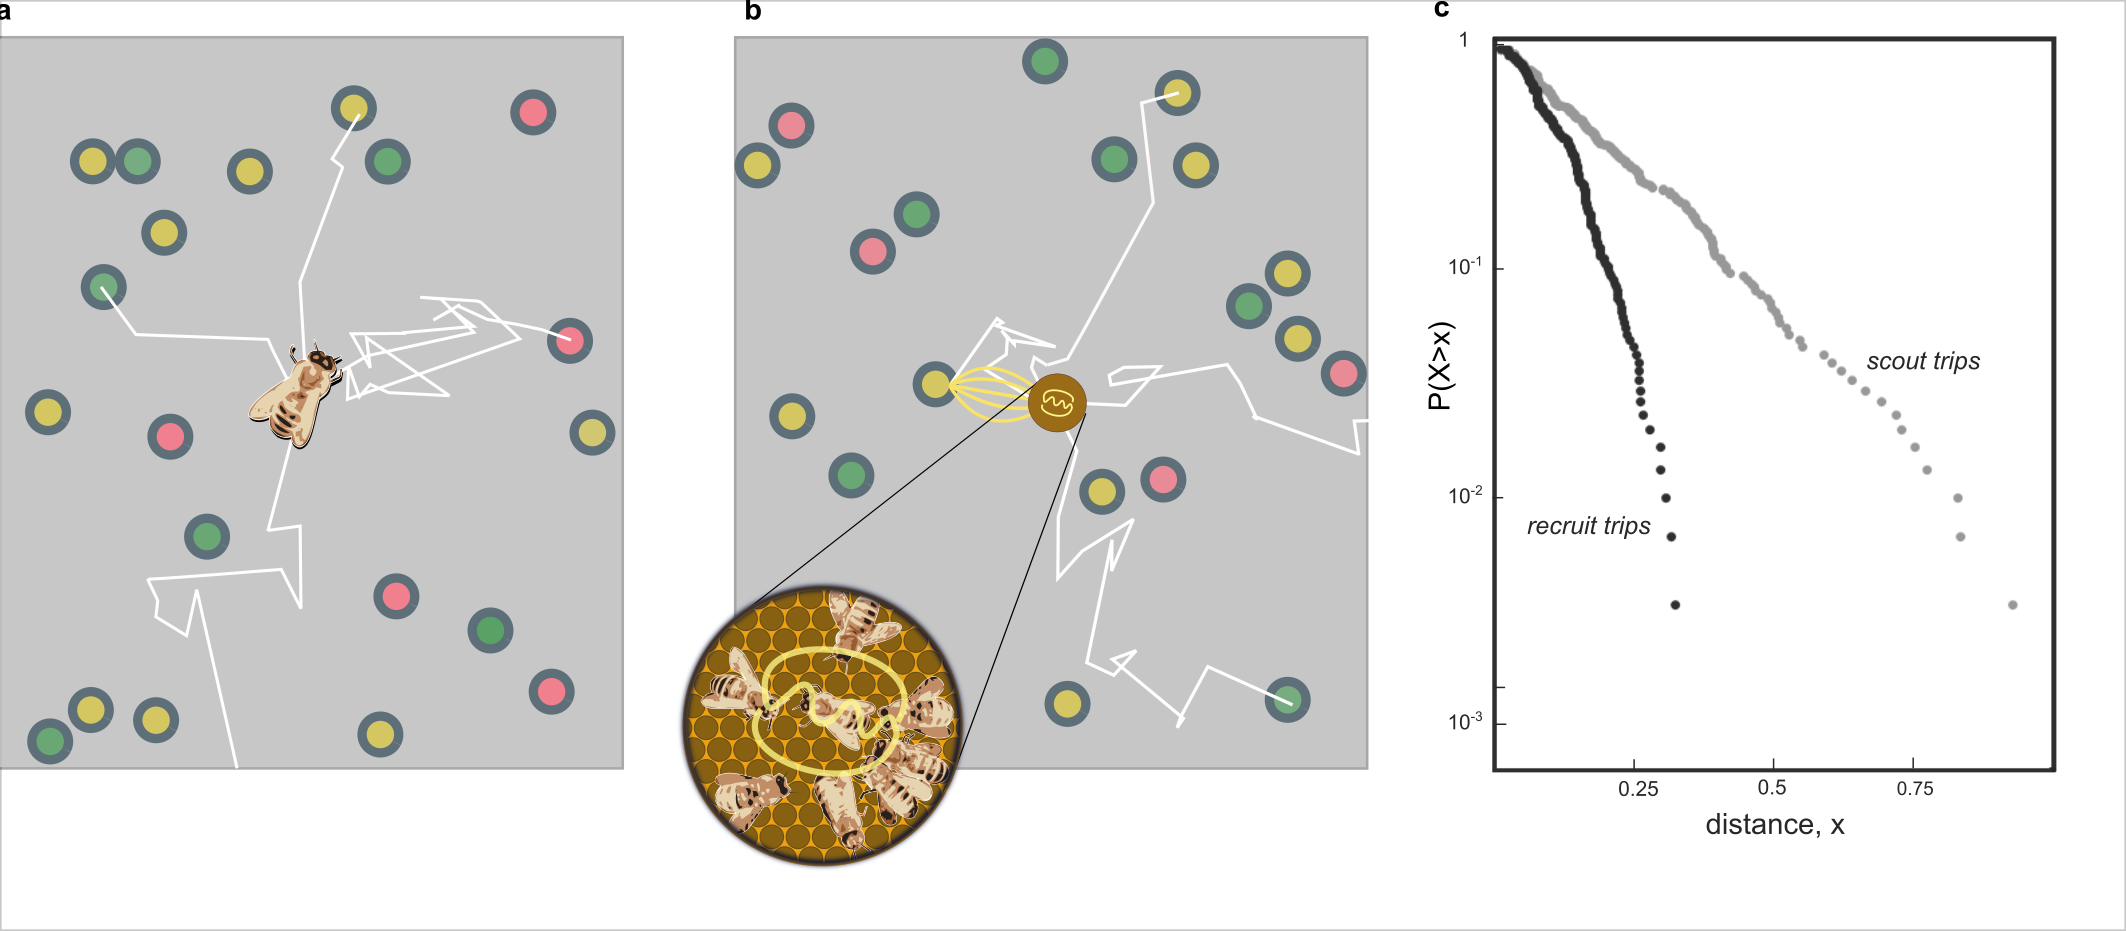 a
b
c
1
10-1
10-2
10-3
P(X>x)
scout trips
recruit trips
0.25
0.5
0.75
distance, x